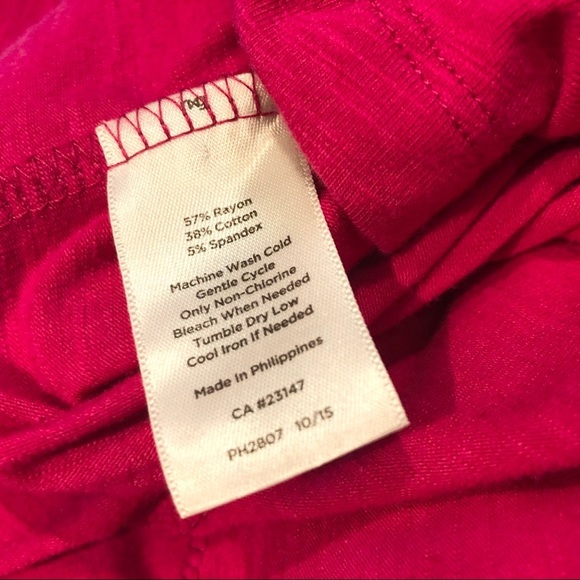 57% Rayon
38% Cotton
5% Spandex
Machine Wash Cold
Gentle Cycle
Only Non-Chlorine
Bleach When Needed
Tumble Dry Low
Cool Iron If Needed
Made In Philippines
CA #23147
PH2807 10/15